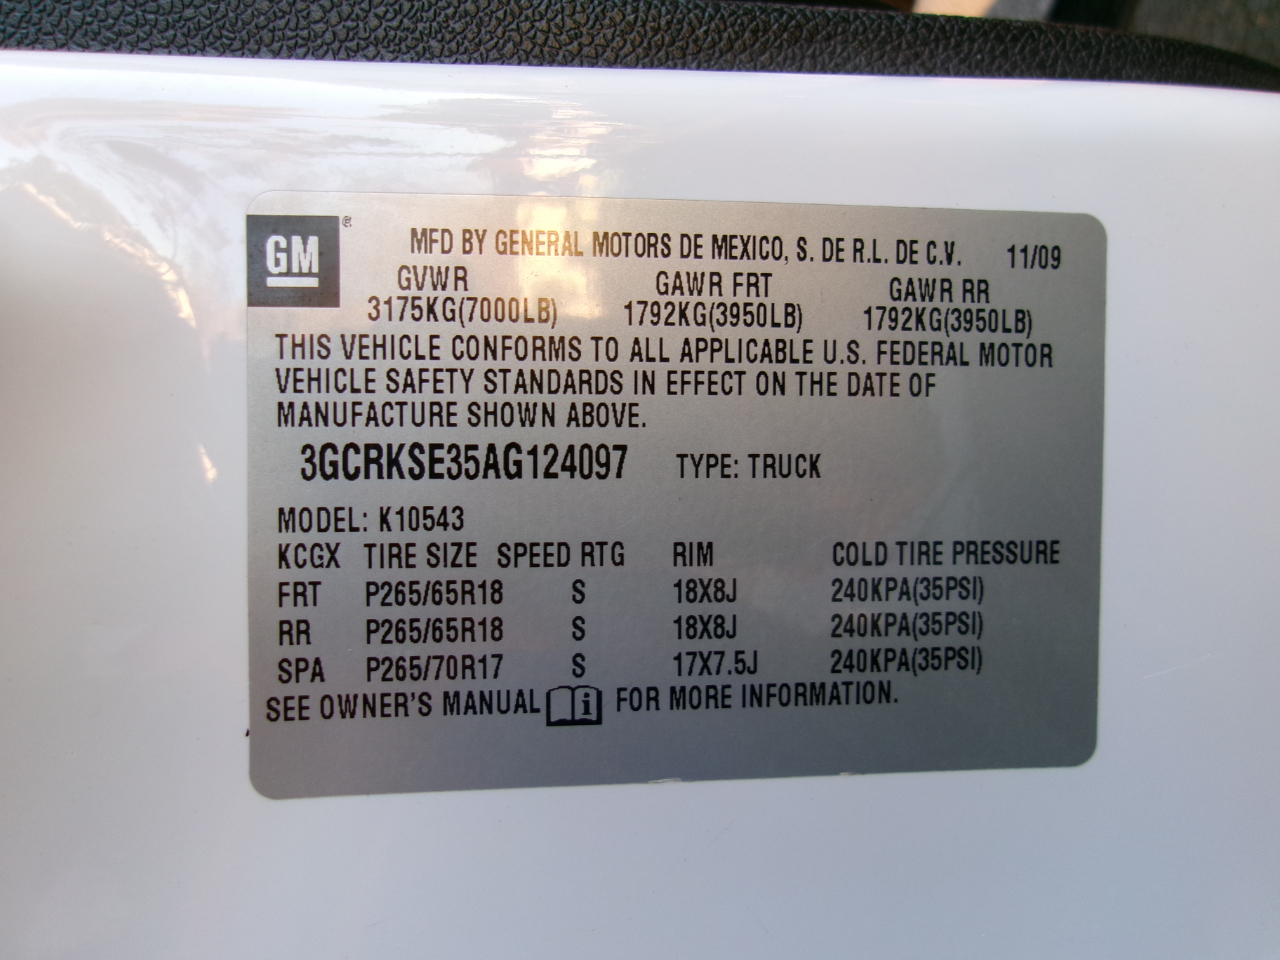 GM
MFD BY GENERAL MOTORS DE MEXICO, S. DE R.L. DE C.V. 11/09
GVWR GAWR FRT GAWR RR
3175KG(7000LB) 1792KG(3950LB) 1792KG(3950LB)
THIS VEHICLE CONFORMS TO ALL APPLICABLE U.S. FEDERAL MOTOR
VEHICLE SAFETY STANDARDS IN EFFECT ON THE DATE OF
MANUFACTURE SHOWN ABOVE.
3GCRKSE35AG124097 TYPE: TRUCK
MODEL: K10543
KCGX TIRE SIZE SPEED RTG RIM COLD TIRE PRESSURE
FRT P265/65R18 S 18X8J 240KPA(35PSI)
RR P265/65R18 S 18X8J 240KPA(35PSI)
SPA P265/70R17 S 17X7.5J 240KPA(35PSI)
SEE OWNER'S MANUAL i FOR MORE INFORMATION.